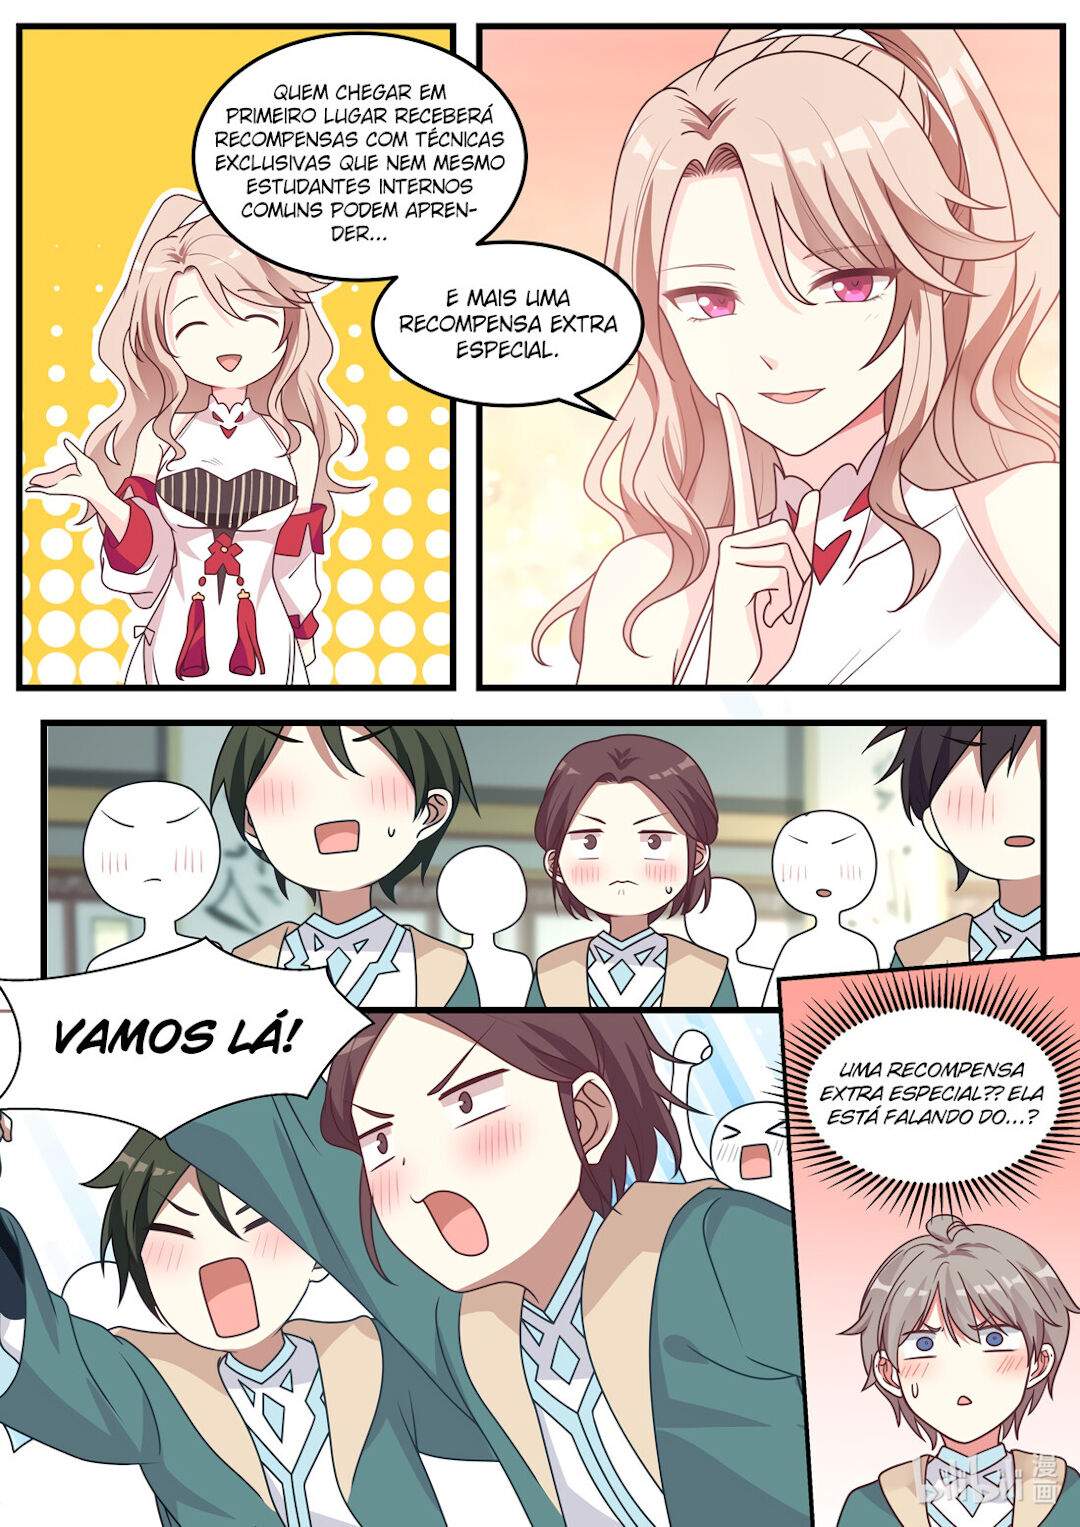 QUEM CHEGAR EM
PRIMEIRO LUGAR RECEBERÁ
RECOMPENSAS COM TÉCNICAS
EXCLUSIVAS QUE NEM MESMO
ESTUDANTES INTERNOS
COMUNS PODEM APREN-
DER...
E MAIS UMA
RECOMPENSA EXTRA
ESPECIAL.
VAMOS LÁ!
UMA RECOMPENSA
EXTRA ESPECIAL?? ELA
ESTÁ FALANDO DO...?
bilibili 漫画